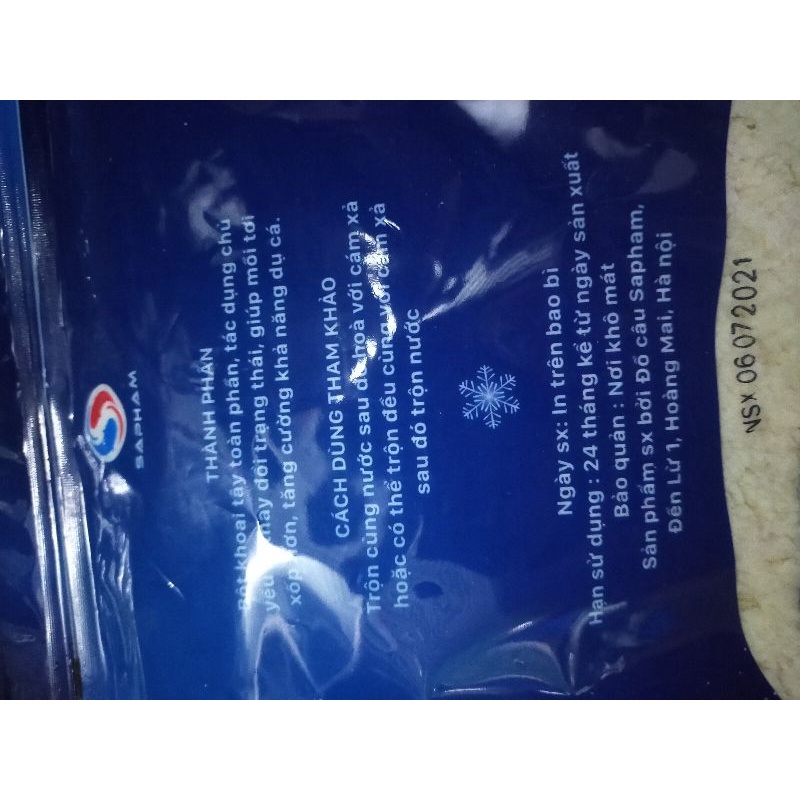 SAPHAM
THÀNH PHẦN
Bột khoai tây toàn phần, tác dụng chủ
yếu thay đổi trạng thái, giúp mồi tơi
xốp hơn, tăng cường khả năng dụ cá.
CÁCH DÙNG THAM KHẢO
Trộn cùng nước sau đó hoà với cám xả
hoặc có thể trộn đều cùng với cám xả
sau đó trộn nước
Ngày sx: In trên bao bì
Hạn sử dụng : 24 tháng kể từ ngày sản xuất
Bảo quản : Nơi khô mát
Sản phẩm sx bởi Đồ câu Sapham,
Đền Lừ 1, Hoàng Mai, Hà nội
NSX 06072021